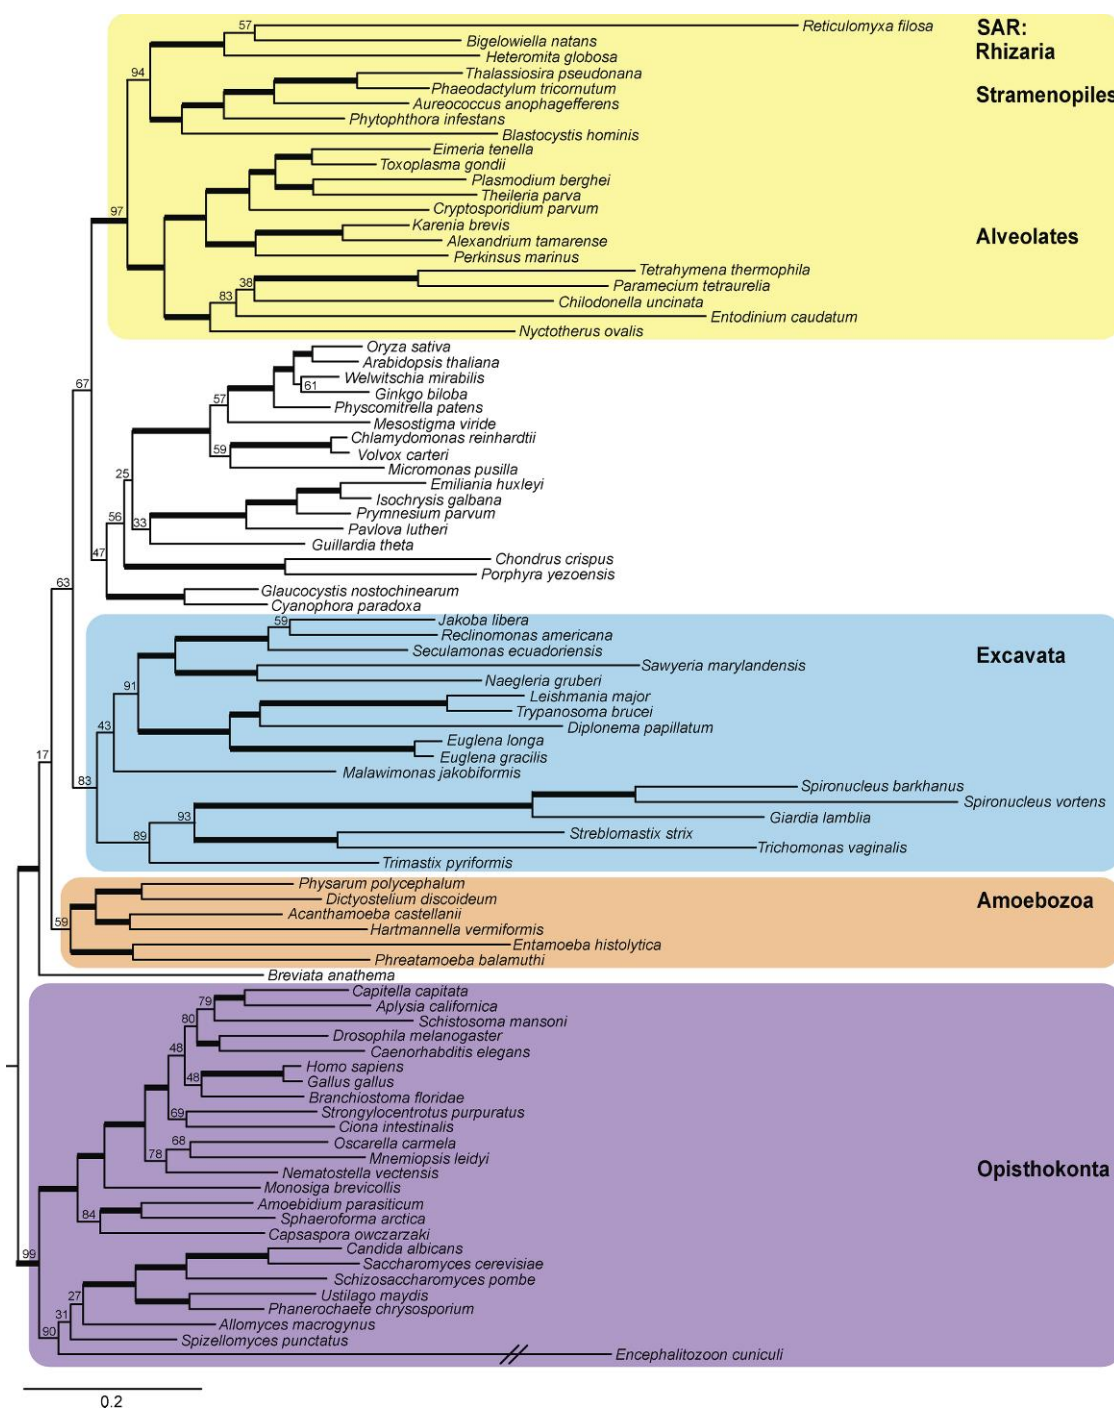 57
Reticulomyxa filosa
SAR:
Bigelowiella natans
Rhizaria
Heteromita globosa
94
Thalassiosira pseudonana
Phaeodactylum tricornutum
Stramenopiles
Aureococcus anophagefferens
Phytophthora infestans
Blastocystis hominis
Eimeria tenella
Toxoplasma gondii
Plasmodium berghei
Theileria parva
97
Cryptosporidium parvum
Karenia brevis
Alveolates
Alexandrium tamarense
Perkinsus marinus
Tetrahymena thermophila
38
Paramecium tetraurelia
83
Chilodonella uncinata
Entodinium caudatum
Nyctotherus ovalis
Oryza sativa
Arabidopsis thaliana
Welwitschia mirabilis
67
61
Ginkgo biloba
57
Physcomitrella patens
Mesostigma viride
Chlamydomonas reinhardtii
59
Volvox carteri
Micromonas pusilla
25
Emiliania huxleyi
Isochrysis galbana
Prymnesium parvum
56
33
Pavlova lutheri
Guillardia theta
47
Chondrus crispus
Porphyra yezoensis
63
Glaucocystis nostochinearum
Cyanophora paradoxa
59
Jakoba libera
Reclinomonas americana
Seculamonas ecuadoriensis
Excavata
Sawyeria marylandensis
91
Naegleria gruberi
Leishmania major
Trypanosoma brucei
43
Diplonema papillatum
Euglena longa
17
Euglena gracilis
Malawimonas jakobiformis
83
Spironucleus barkhanus
Spironucleus vortens
93
Giardia lamblia
89
Streblomastix strix
Trichomonas vaginalis
Trimastix pyriformis
Physarum polycephalum
Dictyostelium discoideum
Amoebozoa
Acanthamoeba castellanii
59
Hartmannella vermiformis
Entamoeba histolytica
Phreatamoeba balamuthi
Breviata anathema
Capitella capitata
79
Aplysia californica
80
Schistosoma mansoni
Drosophila melanogaster
48
Caenorhabditis elegans
Homo sapiens
48
Gallus gallus
Branchiostoma floridae
69
Strongylocentrotus purpuratus
Ciona intestinalis
68
Oscarella carmela
78
Mnemiopsis leidyi
Nematostella vectensis
Opisthokonta
Monosiga brevicollis
Amoebidium parasiticum
84
Sphaeroforma arctica
Capsaspora owczarzaki
99
Candida albicans
Saccharomyces cerevisiae
Schizosaccharomyces pombe
27
Ustilago maydis
Phanerochaete chrysosporium
31
Allomyces macrogynus
90
Spizellomyces punctatus
Encephalitozoon cuniculi
0.2